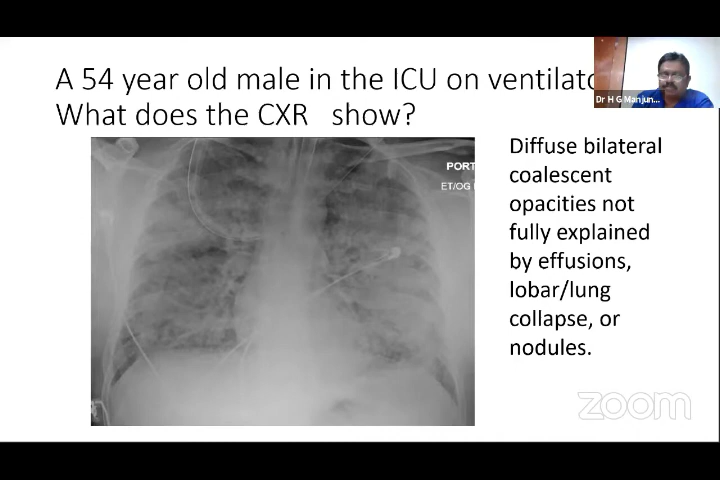 A 54 year old male in the ICU on ventilato
What does the CXR show?
Dr H G Manjun...
PORT
ET/OG
Diffuse bilateral
coalescent
opacities not
fully explained
by effusions,
lobar/lung
collapse, or
nodules.
zoom